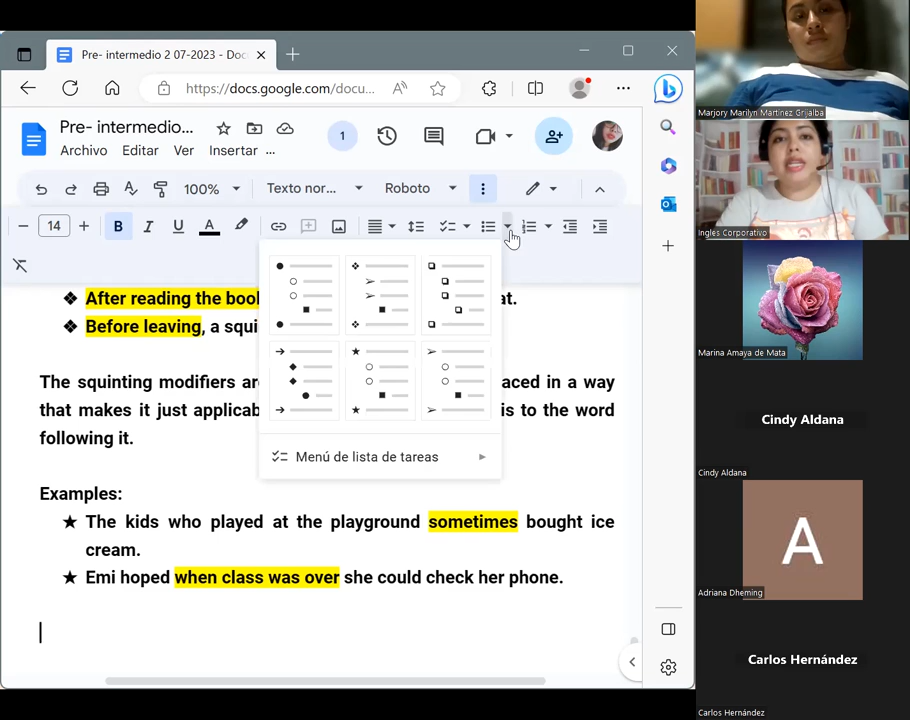 Pre- intermedio 2 07-2023 - Doc
https://docs.google.com/docu...
Pre- intermedio...
1
Archivo Editar Ver Insertar ...
100% Texto nor... Roboto
14 B I U A
After reading the boo at.
Before leaving, a squi
The squinting modifiers ar aced in a way
that makes it just applicab is to the word
following it.
Menú de lista de tareas
Examples:
★ The kids who played at the playground sometimes bought ice
cream.
★ Emi hoped when class was over she could check her phone.
Marjory Marilyn Martinez Grijalba
Ingles Corporativo
Marina Amaya de Mata
Cindy Aldana
Cindy Aldana
A
Adriana Dheming
Carlos Hernández
Carlos Hernández